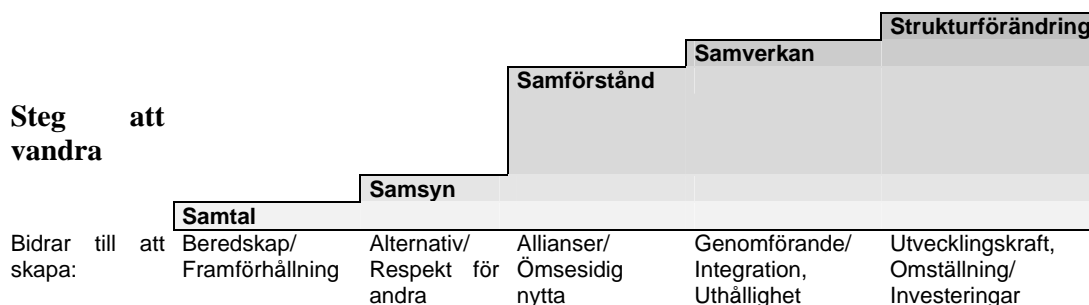 Strukturförändring
Samverkan
Samförstånd
Steg att
vandra
Samsyn
Samtal
Bidrar till att
skapa:
Beredskap/
Framförhållning
Alternativ/
Respekt för
andra
Allianser/
Ömsesidig
nytta
Genomförande/
Integration,
Uthållighet
Utvecklingskraft,
Omställning/
Investeringar